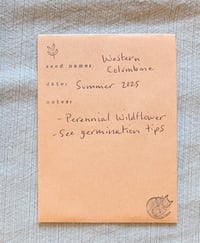 seed name: Western
Columbine
date: Summer 2025
notes:
- Perennial Wildflower
- See germination tips